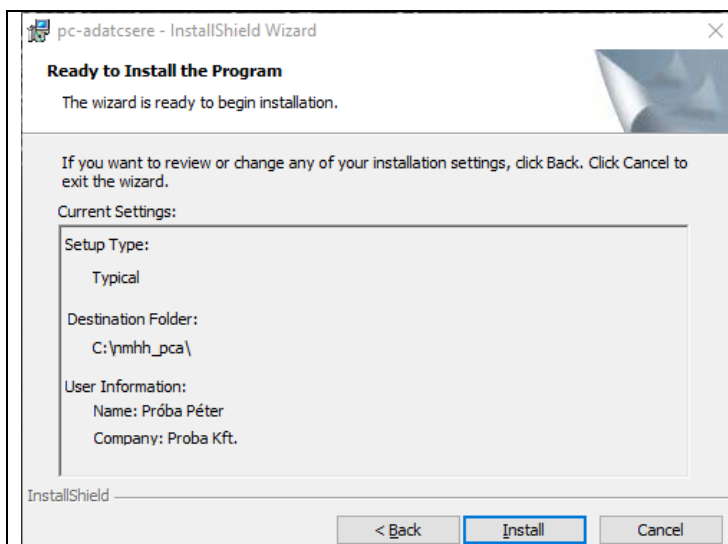 pc-adatcsere - InstallShield Wizard
Ready to Install the Program
The wizard is ready to begin installation.
If you want to review or change any of your installation settings, click Back. Click Cancel to
exit the wizard.
Current Settings:
Setup Type:
Typical
Destination Folder:
C:\nmhh_pca\
User Information:
Name: Próba Péter
Company: Proba Kft.
InstallShield
< Back Install Cancel